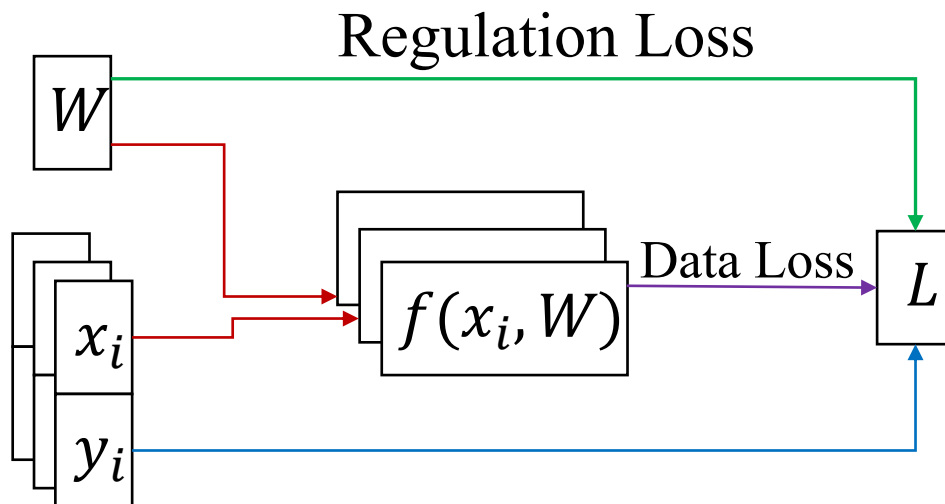 Regulation Loss
W
Data Loss
L
f(x_i, W)
x_i
y_i